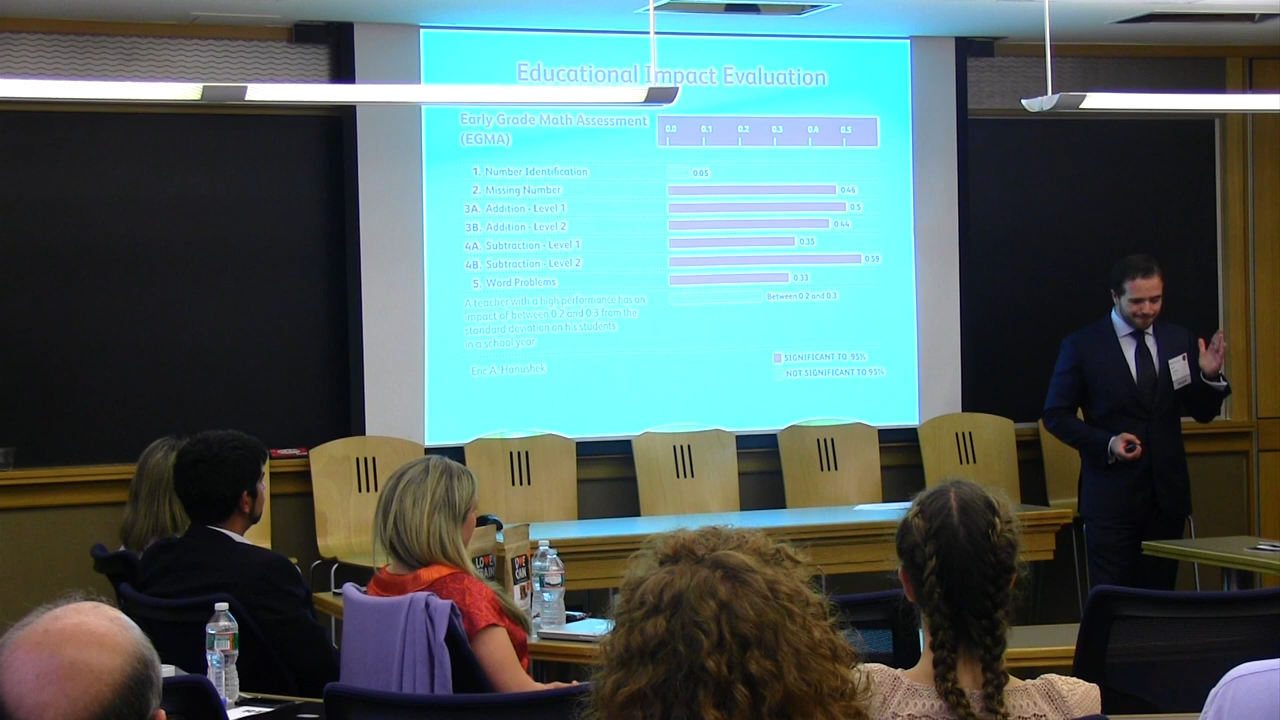 Educational Impact Evaluation
Early Grade Math Assessment
(EGMA)
0.0 0.1 0.2 0.3 0.4 0.5
1. Number Identification 0.05
2. Missing Number 0.46
3A. Addition - Level 1 0.5
3B. Addition - Level 2 0.44
4A. Subtraction - Level 1 0.35
4B. Subtraction - Level 2 0.59
5. Word Problems 0.33
A teacher with a high performance has an
impact of between 0.2 and 0.3 from the
standard deviation on his students
in a school year
Between 0.2 and 0.3
SIGNIFICANT TO 95%
NOT SIGNIFICANT TO 95%
Eric A. Hanushek